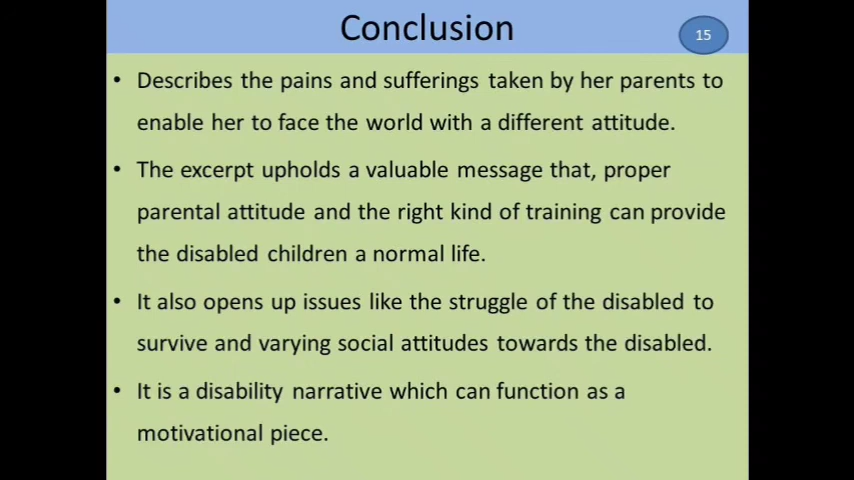 Conclusion
15
• Describes the pains and sufferings taken by her parents to
enable her to face the world with a different attitude.
• The excerpt upholds a valuable message that, proper
parental attitude and the right kind of training can provide
the disabled children a normal life.
• It also opens up issues like the struggle of the disabled to
survive and varying social attitudes towards the disabled.
• It is a disability narrative which can function as a
motivational piece.